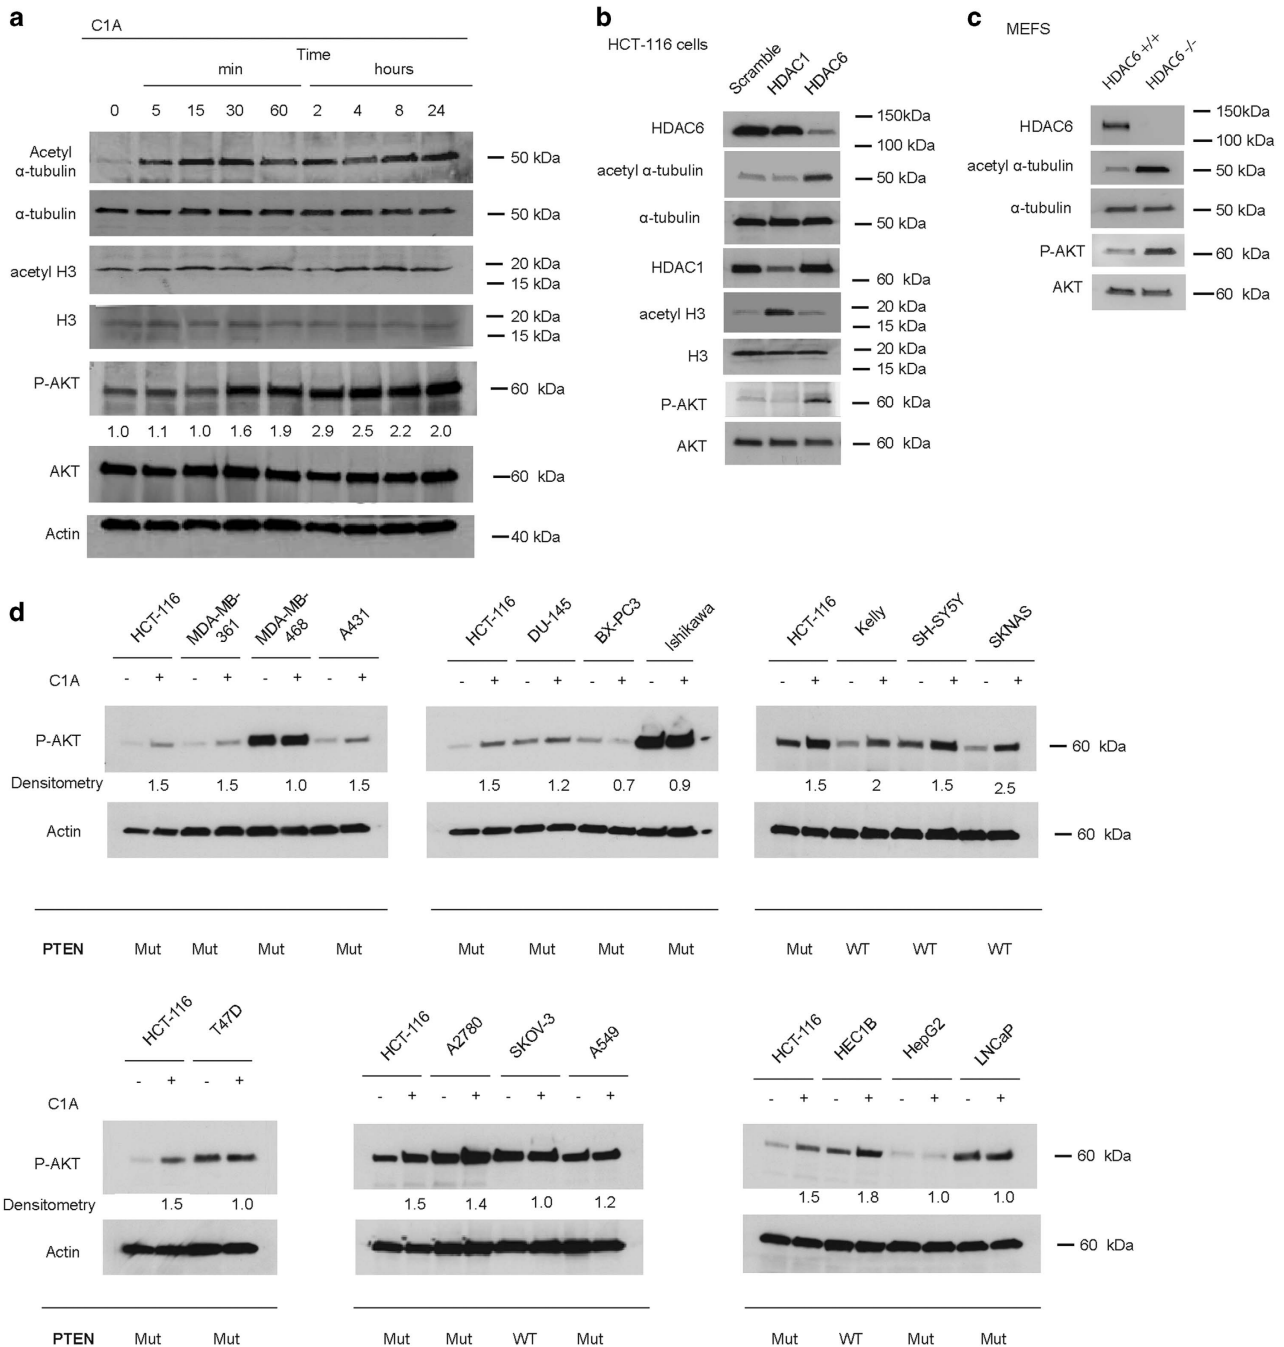 a
C1A
Time
min hours
0 5 15 30 60 2 4 8 24
Acetyl
α-tubulin
50 kDa
α-tubulin 50 kDa
acetyl H3 20 kDa
15 kDa
H3 20 kDa
15 kDa
P-AKT 60 kDa
1.0 1.1 1.0 1.6 1.9 2.9 2.5 2.2 2.0
AKT 60 kDa
Actin 40 kDa
b
HCT-116 cells
Scramble HDAC1 HDAC6
HDAC6 150kDa
100 kDa
acetyl α-tubulin 50 kDa
α-tubulin 50 kDa
HDAC1 60 kDa
acetyl H3 20 kDa
15 kDa
H3 20 kDa
15 kDa
P-AKT 60 kDa
AKT 60 kDa
c
MEFS
HDAC6 +/+ HDAC6 -/-
HDAC6 150kDa
100 kDa
acetyl α-tubulin 50 kDa
α-tubulin 50 kDa
P-AKT 60 kDa
AKT 60 kDa
d
HCT-116 MDA-MB-361 MDA-MB-468 A431 HCT-116 DU-145 BX-PC3 Ishikawa HCT-116 Kelly SH-SY5Y SKNAS
C1A - + - + - + - + - + - + - + - + - + - + - + - +
P-AKT 60 kDa
Densitometry 1.5 1.5 1.0 1.5 1.5 1.2 0.7 0.9 1.5 2 1.5 2.5
Actin 60 kDa
PTEN Mut Mut Mut Mut Mut Mut Mut Mut Mut WT WT WT
HCT-116 T47D HCT-116 A2780 SKOV-3 A549 HCT-116 HEC1B HepG2 LNCaP
C1A - + - + - + - + - + - + - + - + - + - +
P-AKT 60 kDa
Densitometry 1.5 1.0 1.5 1.4 1.0 1.2 1.5 1.8 1.0 1.0
Actin 60 kDa
PTEN Mut Mut Mut Mut WT Mut Mut WT Mut Mut